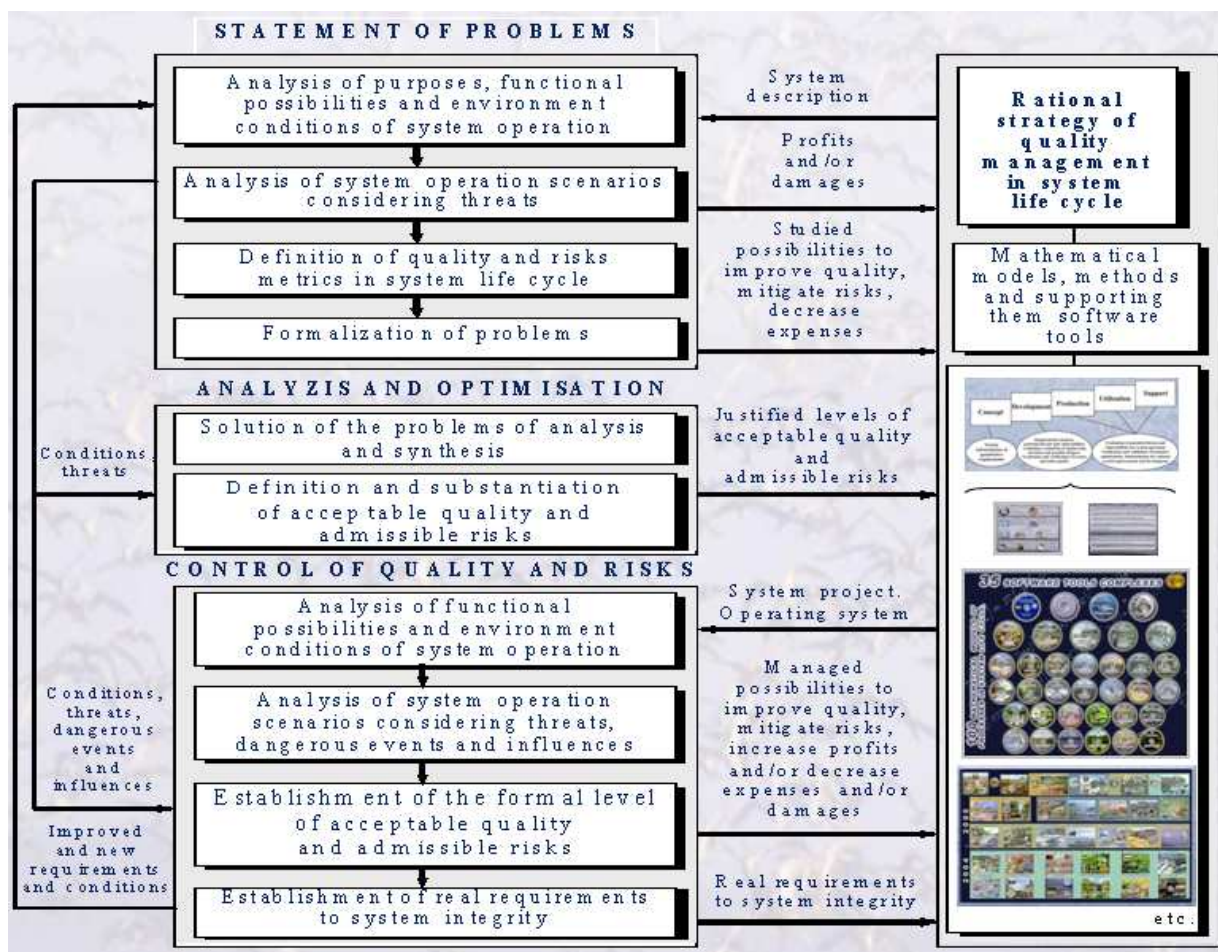 STATEMENT OF PROBLEMS
Analysis of purposes, functional
possibilities and environment
conditions of system operation
Analysis of system operation scenarios
considering threats
Definition of quality and risks
metrics in system life cycle
Formalization of problems
System
description
Profits
and/or
damages
Studied
possibilities to
improve quality,
mitigate risks,
decrease
expenses
Rational
strategy of
quality
management
in system
life cycle
Mathematical
models, methods
and supporting
them software
tools
ANALYZIS AND OPTIMISATION
Solution of the problems of analysis
and synthesis
Definition and substantiation
of acceptable quality and
admissible risks
Conditions,
threats
Justified levels of
acceptable quality
and
admissible risks
Concept
Development
Production
Utilization
Support
CONTROL OF QUALITY AND RISKS
Analysis of functional
possibilities and environment
conditions of system operation
Analysis of system operation
scenarios considering threats,
dangerous events and influences
Establishment of the formal level
of acceptable quality
and admissible risks
Establishment of real requirements
to system integrity
Conditions,
threats,
dangerous
events
and
influences
Improved
and new
requirements
and conditions
System project.
Operating system
Managed
possibilities to
improve quality,
mitigate risks,
increase profits
and/or decrease
expenses and/or
damages
Real requirements
to system integrity
35 SOFTWARE TOOLS COMPLEXES
2004
etc.